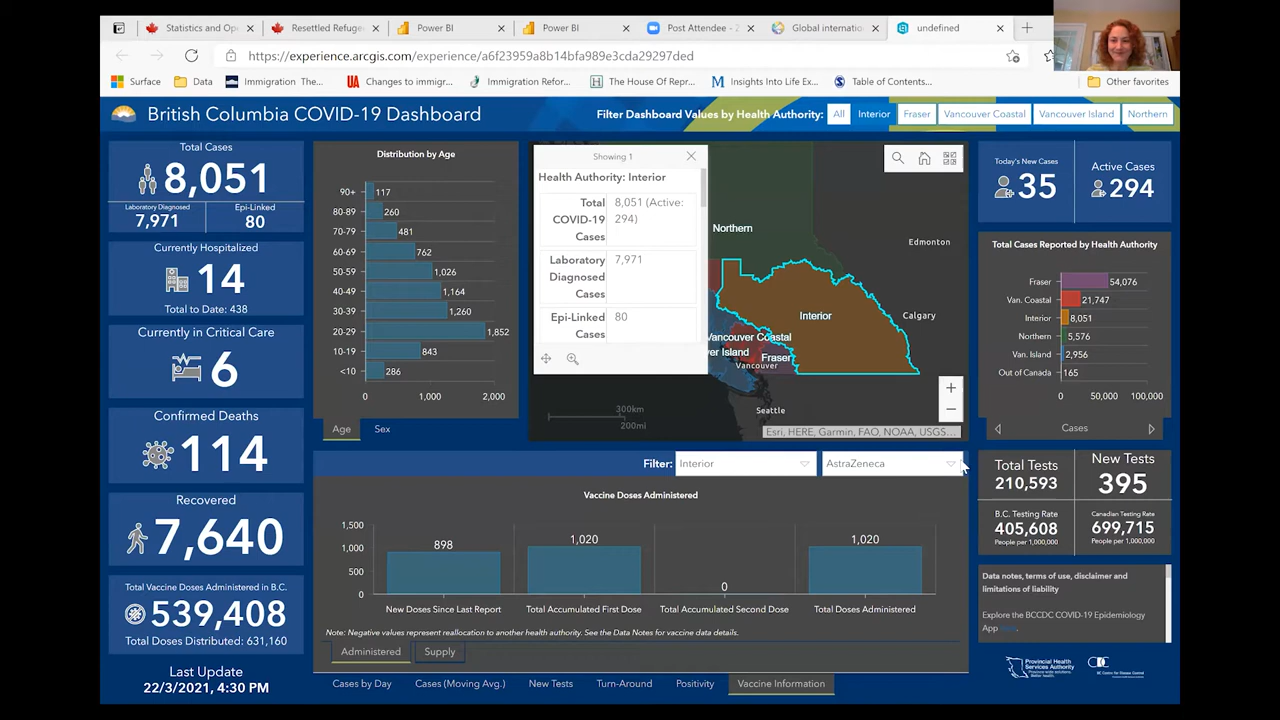 Statistics and Ope
Resettled Refuge
Power BI
Power BI
Post Attendee - 2
Global internation
undefined
https://experience.arcgis.com/experience/a6f23959a8b14bfa989e3cda29297ded
Surface
Data
Immigration The...
Changes to immigr...
Immigration Refor...
The House Of Repr...
Insights Into Life Ex...
Table of Contents...
Other favorites
British Columbia COVID-19 Dashboard
Filter Dashboard Values by Health Authority:
All
Interior
Fraser
Vancouver Coastal
Vancouver Island
Northern
Total Cases
8,051
Laboratory Diagnosed
7,971
Epi-Linked
80
Currently Hospitalized
14
Total to Date: 438
Currently in Critical Care
6
Confirmed Deaths
114
Recovered
7,640
Total Vaccine Doses Administered in B.C.
539,408
Total Doses Distributed: 631,160
Last Update
22/3/2021, 4:30 PM
Distribution by Age
90+ 117
80-89 260
70-79 481
60-69 762
50-59 1,026
40-49 1,164
30-39 1,260
20-29 1,852
10-19 843
<10 286
0 1,000 2,000
Age
Sex
Showing 1
Health Authority: Interior
Total COVID-19 Cases
8,051 (Active: 294)
Laboratory Diagnosed Cases
7,971
Epi-Linked Cases
80
Northern
Edmonton
Interior
Calgary
Vancouver Coastal
er Island
Fraser
Vancouver
Seattle
300km
200mi
Esri, HERE, Garmin, FAO, NOAA, USGS...
Today's New Cases
35
Active Cases
294
Total Cases Reported by Health Authority
Fraser 54,076
Van. Coastal 21,747
Interior 8,051
Northern 5,576
Van. Island 2,956
Out of Canada 165
0 50,000 100,000
Cases
Filter:
Interior
AstraZeneca
Vaccine Doses Administered
1,500
1,000
500
0
898
1,020
0
1,020
New Doses Since Last Report
Total Accumulated First Dose
Total Accumulated Second Dose
Total Doses Administered
Note: Negative values represent reallocation to another health authority. See the Data Notes for vaccine data details.
Administered
Supply
Cases by Day
Cases (Moving Avg.)
New Tests
Turn-Around
Positivity
Vaccine Information
Total Tests
210,593
New Tests
395
B.C. Testing Rate
405,608
People per 1,000,000
Canadian Testing Rate
699,715
People per 1,000,000
Data notes, terms of use, disclaimer and
limitations of liability
Explore the BCCDC COVID-19 Epidemiology
App here.
Provincial Health
Services Authority